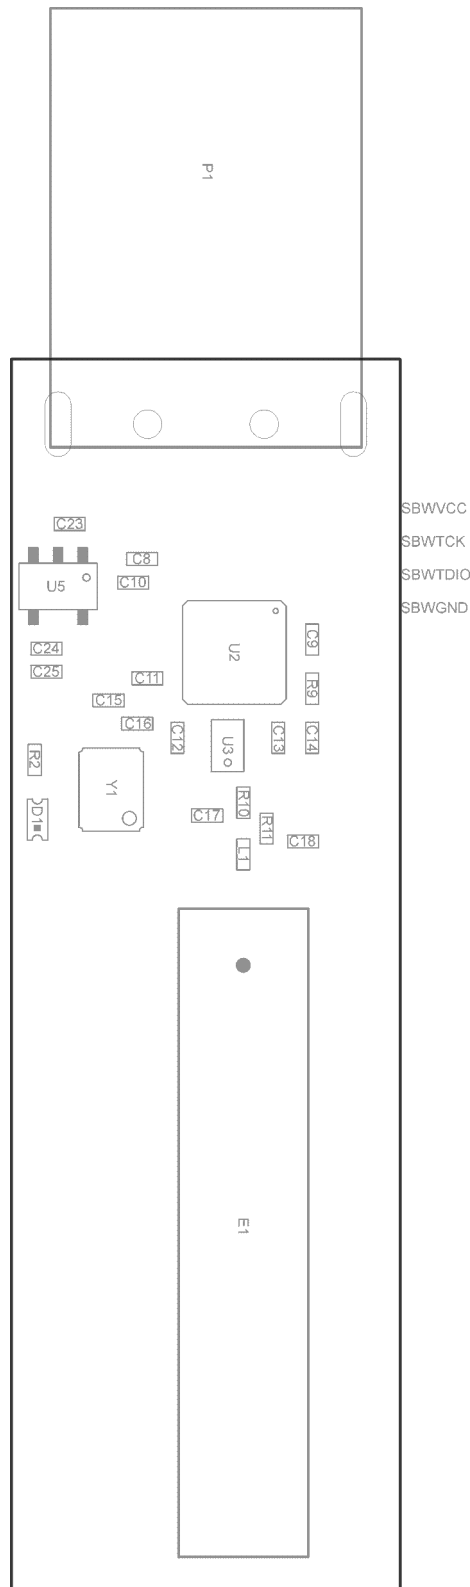 P1
SBWVCC
C23
SBWTCK
C8
SBWTDIO
U5
C10
SBWGND
C9
C24
U2
C25
C11
R9
C15
C16
C12
U3
C13
C14
R2
Y1
R10
D1
C17
R11
C18
L1
E1